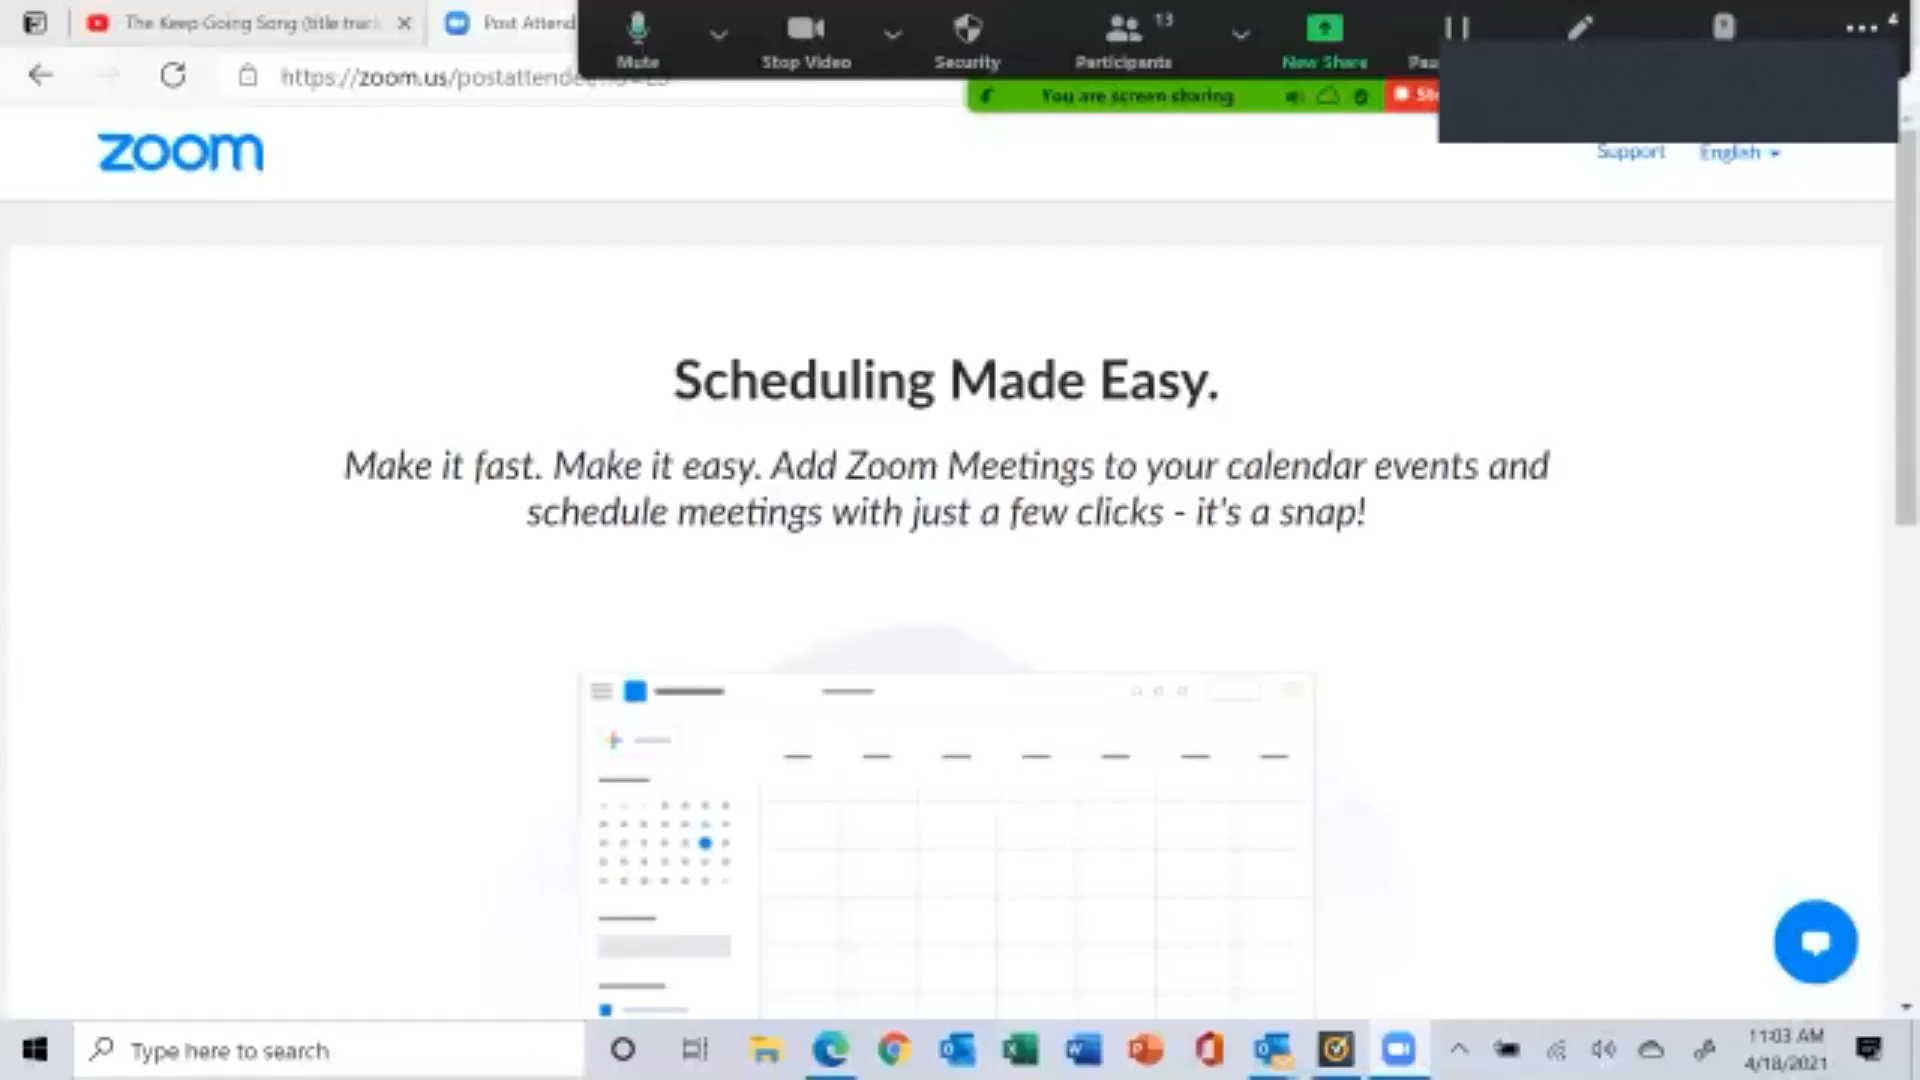 The Keep Going Song (title trac
Post Attend
Mute
Stop Video
Security
Participants
13
New Share
Pau
4
https://zoom.us/postattendee
You are screen sharing
zoom
Support
English
Scheduling Made Easy.
Make it fast. Make it easy. Add Zoom Meetings to your calendar events and
schedule meetings with just a few clicks - it's a snap!
Type here to search
11:03 AM
4/18/2021